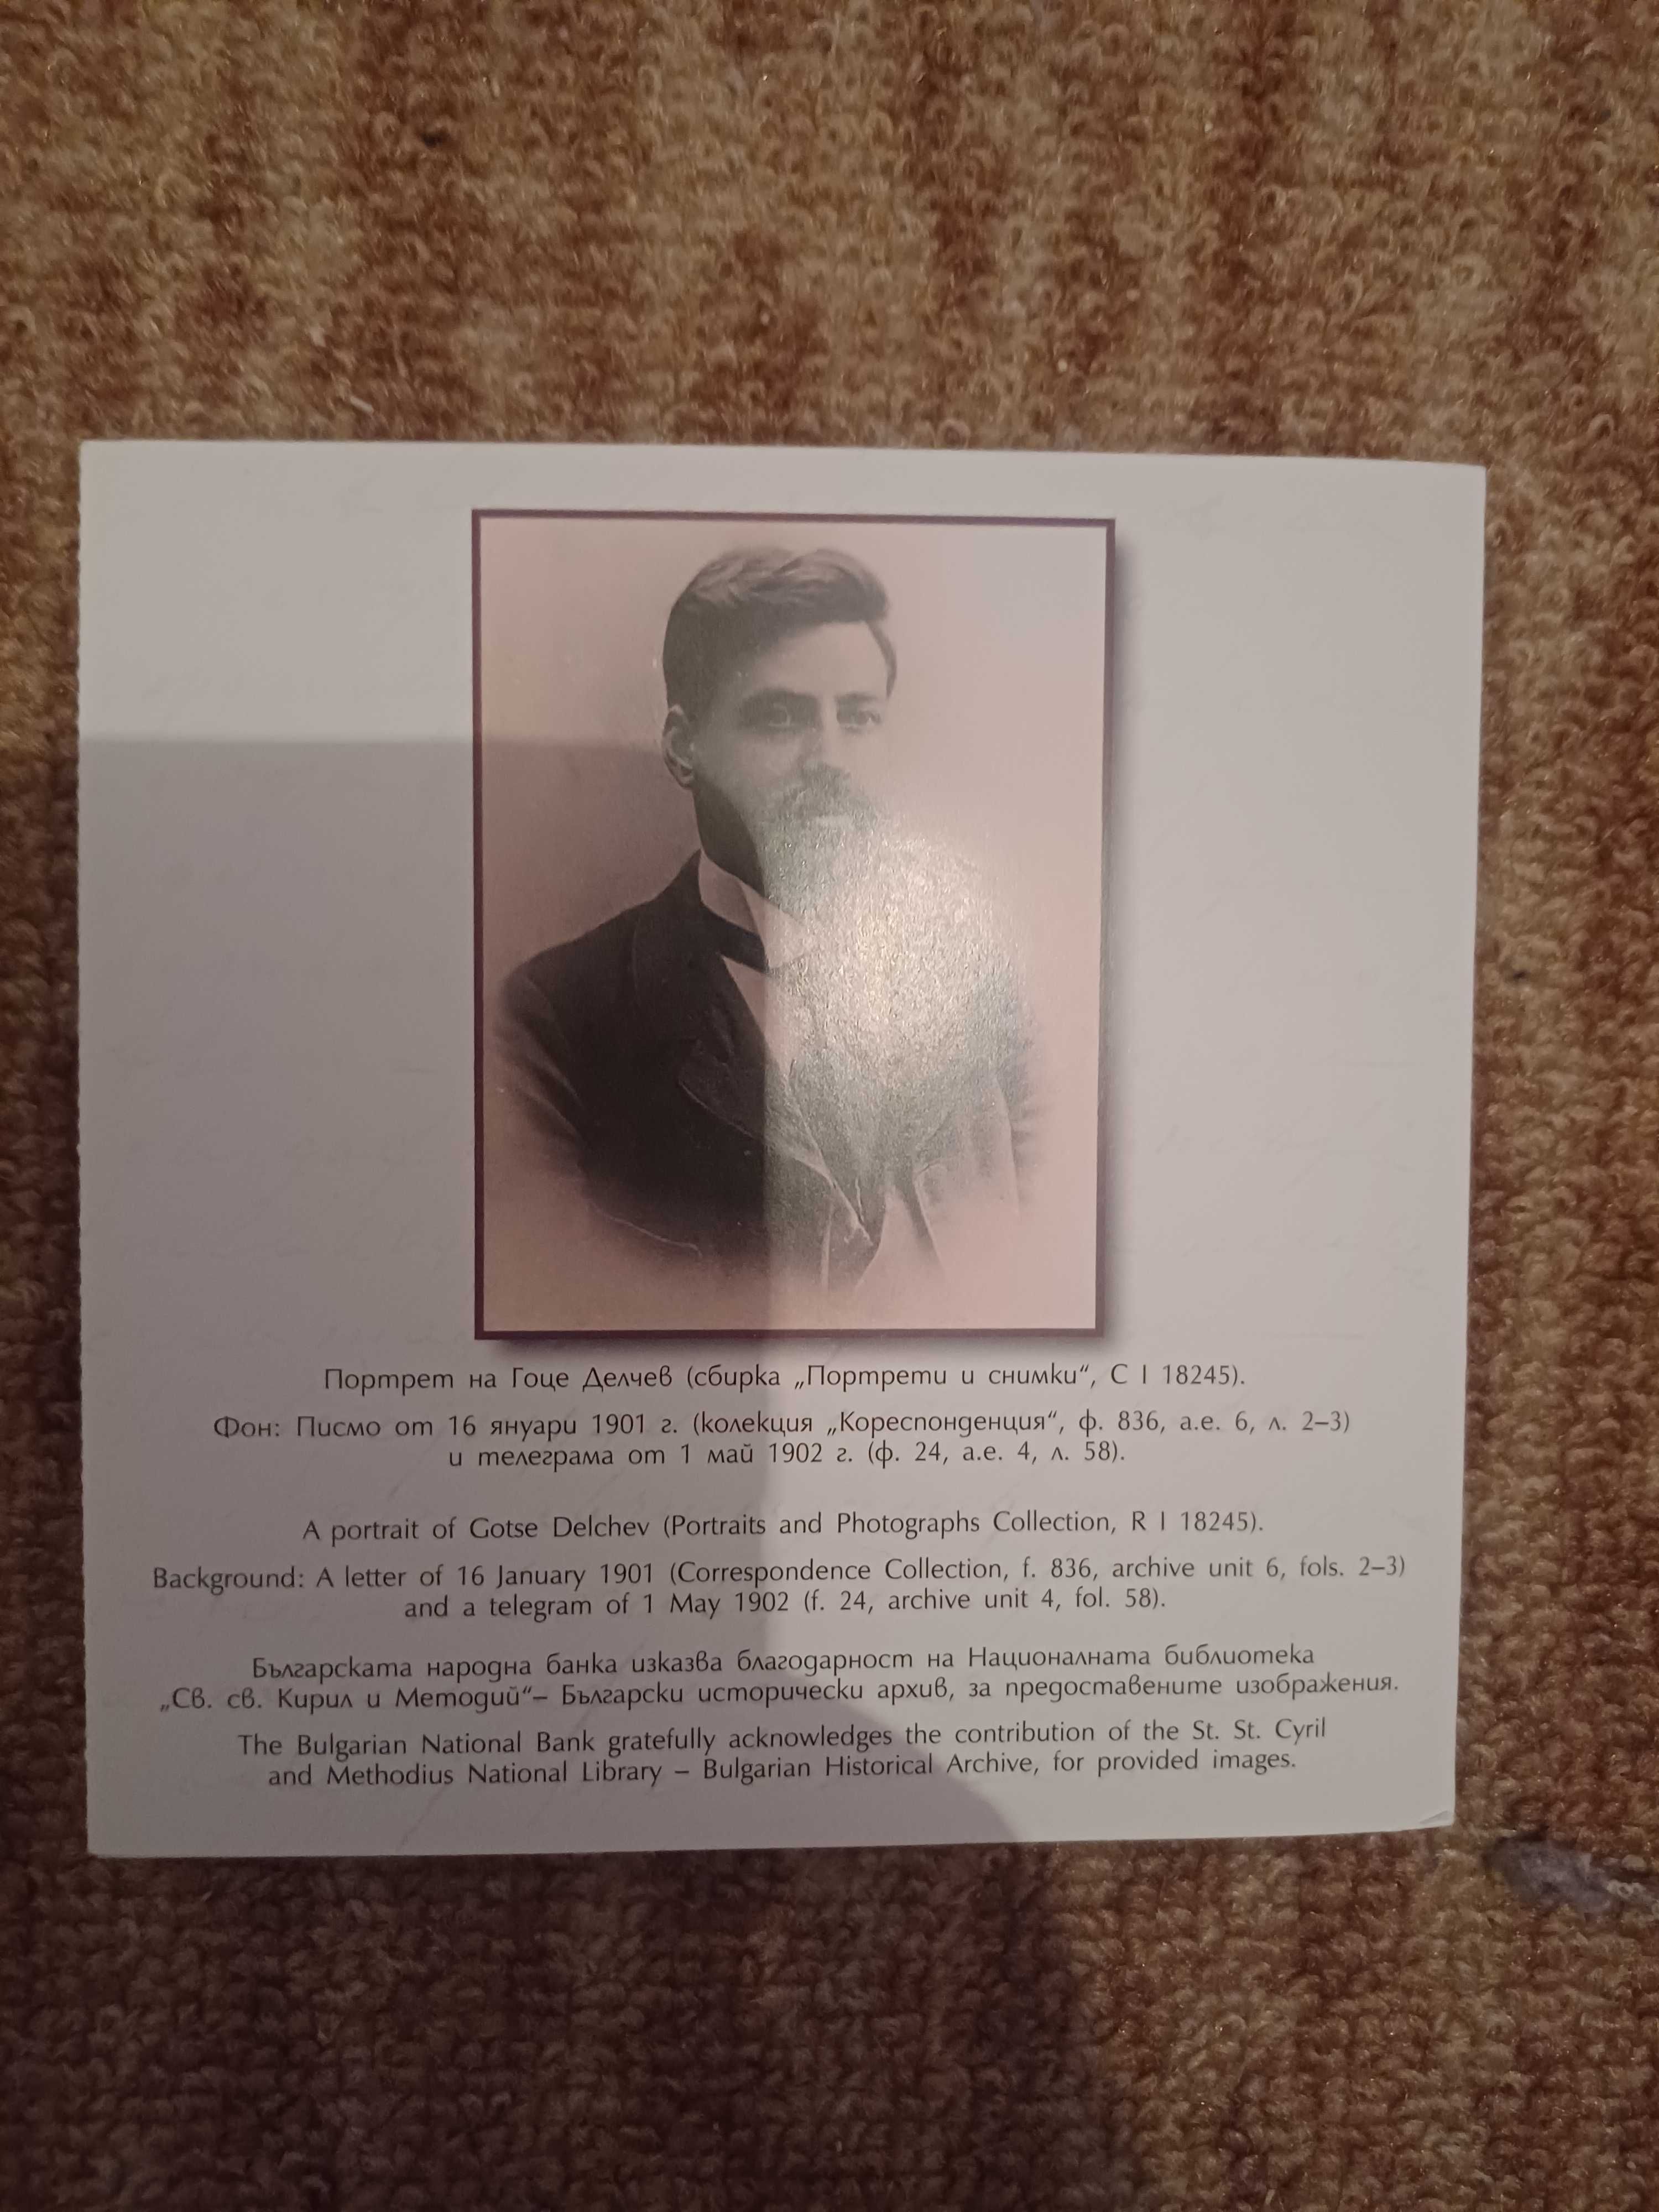 Портрет на Гоце Делчев (сбирка „Портрети и снимки“, С I 18245).
Фон: Писмо от 16 януари 1901 г. (колекция „Кореспонденция“, ф. 836, а.е. 6, л. 2–3)
и телеграма от 1 май 1902 г. (ф. 24, а.е. 4, л. 58).
A portrait of Gotse Delchev (Portraits and Photographs Collection, R I 18245).
Background: A letter of 16 January 1901 (Correspondence Collection, f. 836, archive unit 6, fols. 2–3)
and a telegram of 1 May 1902 (f. 24, archive unit 4, fol. 58).
Българската народна банка изказва благодарност на Националната библиотека
„Св. св. Кирил и Методий“– Български исторически архив, за предоставените изображения.
The Bulgarian National Bank gratefully acknowledges the contribution of the St. St. Cyril
and Methodius National Library – Bulgarian Historical Archive, for provided images.